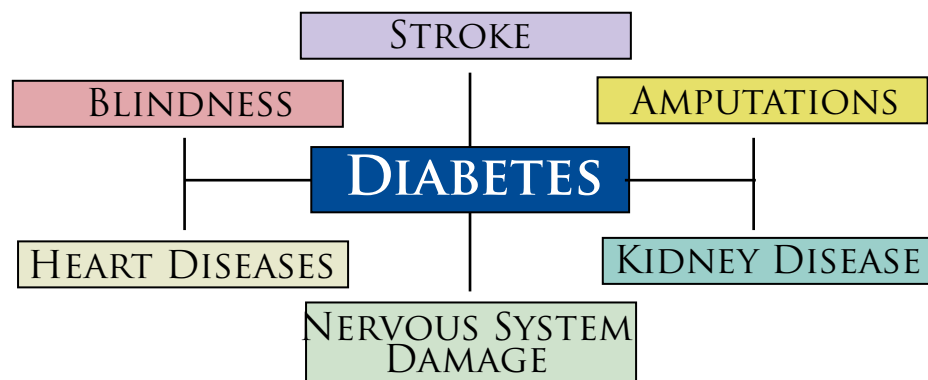 Stroke
Blindness
Amputations
Diabetes
Heart Diseases
Kidney Disease
Nervous System
Damage